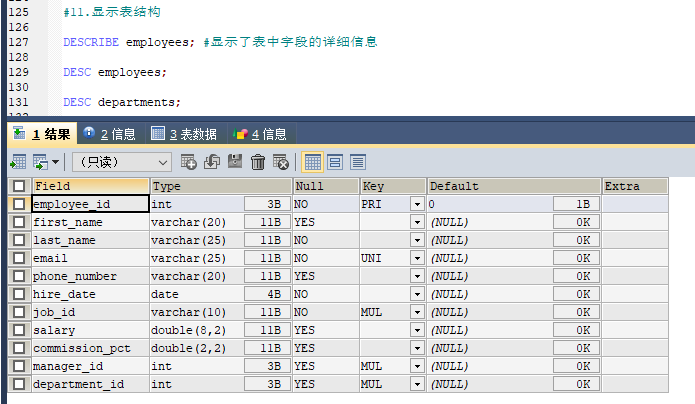 125 #11.显示表结构
126
127 DESCRIBE employees; #显示了表中字段的详细信息
128
129 DESC employees;
130
131 DESC departments;
1 结果 2 信息 3 表数据 4 信息
（只读）
Field Type Null Key Default Extra
employee_id int 3B NO PRI 0 1B
first_name varchar(20) 11B YES (NULL) 0K
last_name varchar(25) 11B NO (NULL) 0K
email varchar(25) 11B NO UNI (NULL) 0K
phone_number varchar(20) 11B YES (NULL) 0K
hire_date date 4B NO (NULL) 0K
job_id varchar(10) 11B NO MUL (NULL) 0K
salary double(8,2) 11B YES (NULL) 0K
commission_pct double(2,2) 11B YES (NULL) 0K
manager_id int 3B YES MUL (NULL) 0K
department_id int 3B YES MUL (NULL) 0K